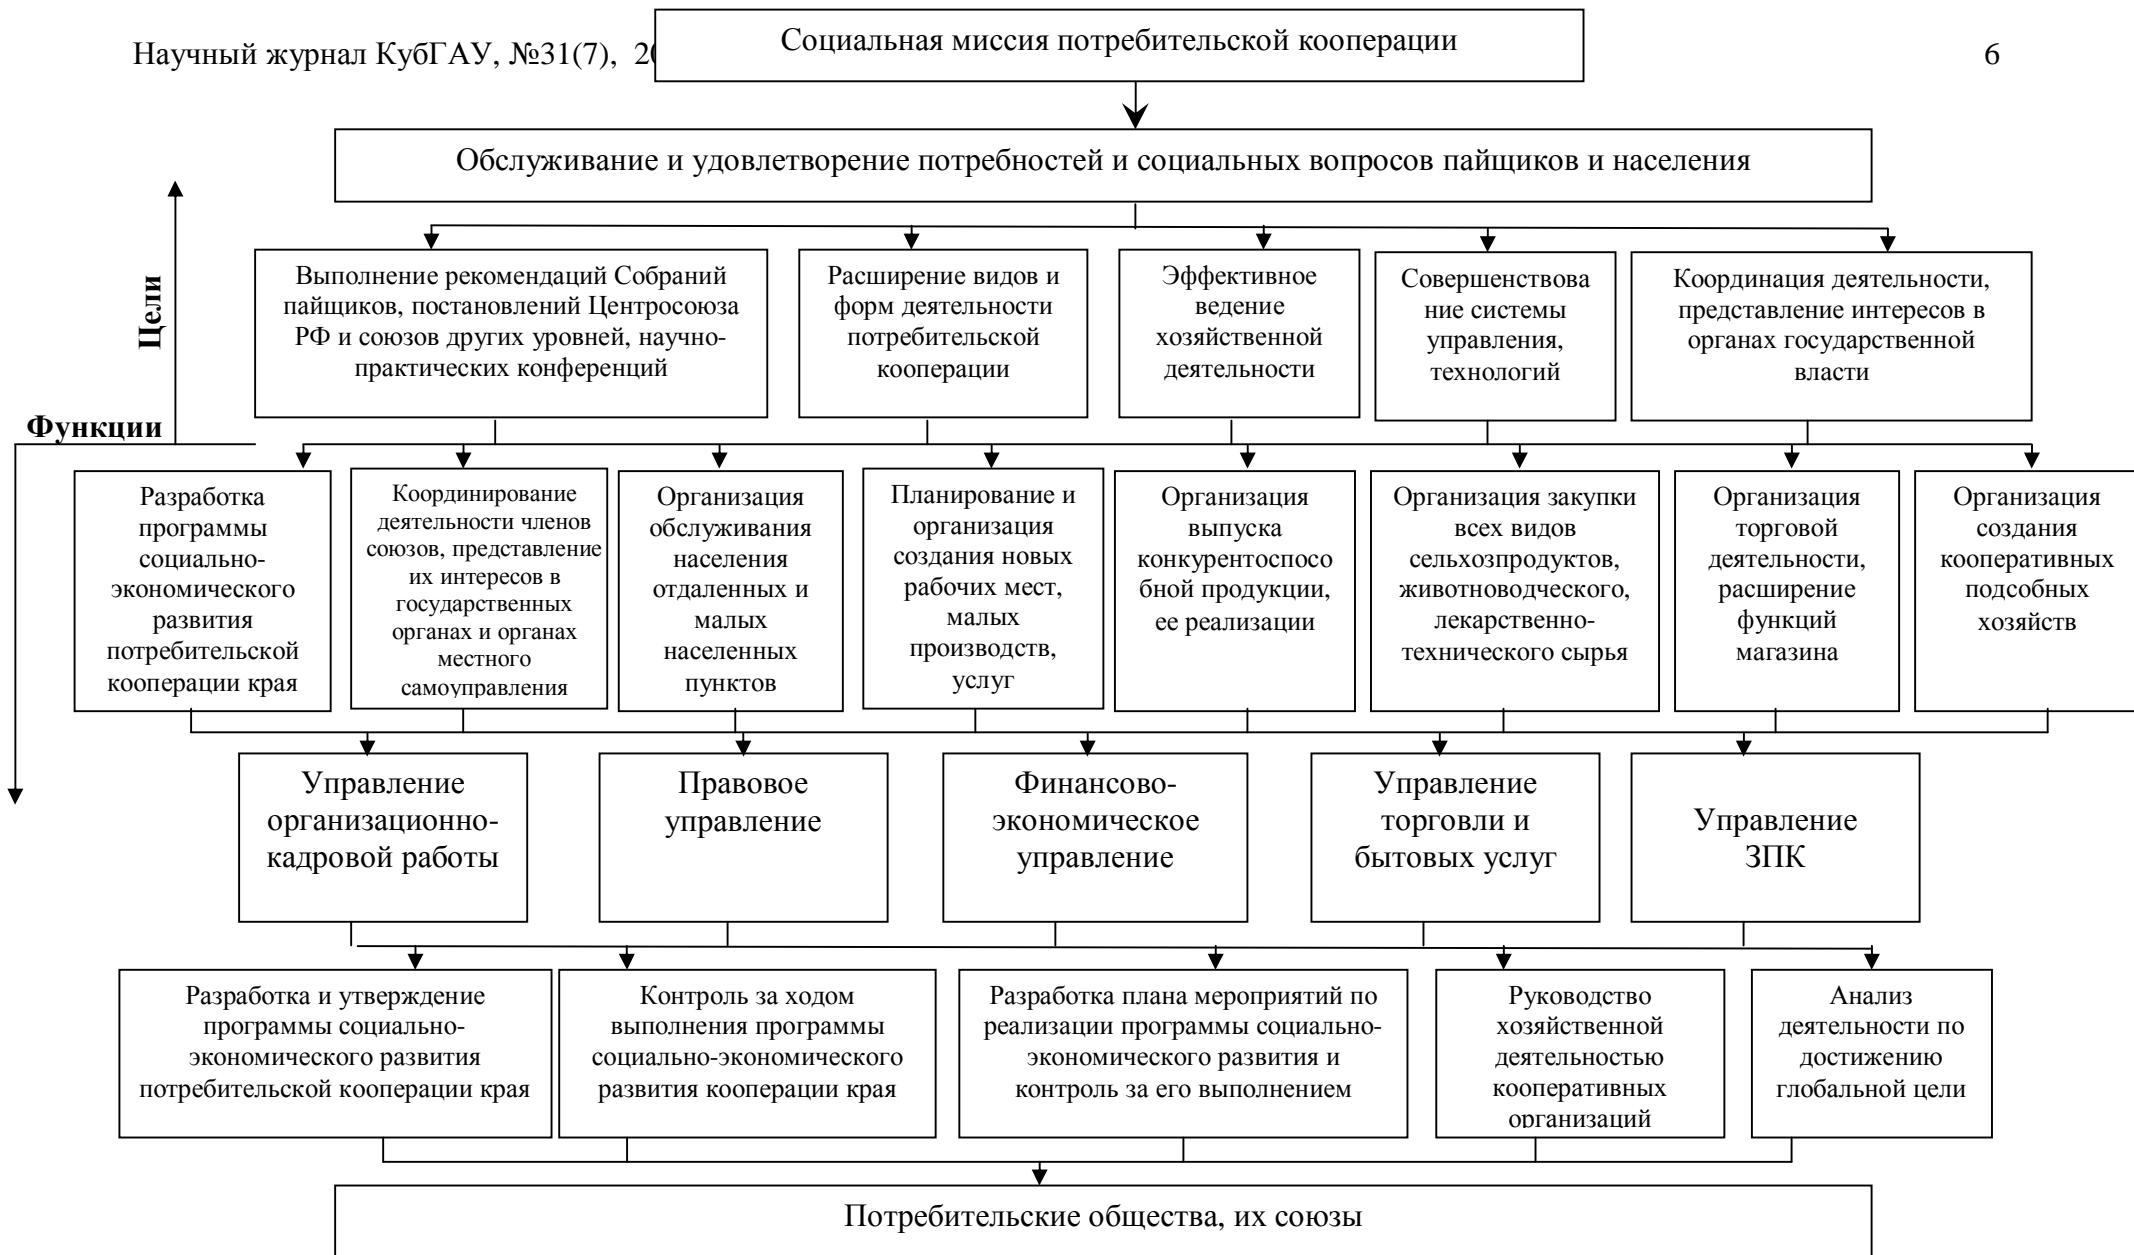 Научный журнал КубГАУ, №31(7),
6
Социальная миссия потребительской кооперации
Обслуживание и удовлетворение потребностей и социальных вопросов пайщиков и населения
Цели
Выполнение рекомендаций Собраний
пайщиков, постановлений Центросоюза
РФ и союзов других уровней, научно-
практических конференций
Расширение видов и
форм деятельности
потребительской
кооперации
Эффективное
ведение
хозяйственной
деятельности
Совершенствова
ние системы
управления,
технологий
Координация деятельности,
представление интересов в
органах государственной
власти
Функции
Разработка
программы
социально-
экономического
развития
потребительской
кооперации края
Координирование
деятельности членов
союзов, представление
их интересов в
государственных
органах и органах
местного
самоуправления
Организация
обслуживания
населения
отдаленных и
малых
населенных
пунктов
Планирование и
организация
создания новых
рабочих мест,
малых
производств,
услуг
Организация
выпуска
конкурентоспосо
бной продукции,
ее реализации
Организация закупки
всех видов
сельхозпродуктов,
животноводческого,
лекарственно-
технического сырья
Организация
торговой
деятельности,
расширение
функций
магазина
Организация
создания
кооперативных
подсобных
хозяйств
Управление
организационно-
кадровой работы
Правовое
управление
Финансово-
экономическое
управление
Управление
торговли и
бытовых услуг
Управление
ЗПК
Разработка и утверждение
программы социально-
экономического развития
потребительской кооперации края
Контроль за ходом
выполнения программы
социально-экономического
развития кооперации края
Разработка плана мероприятий по
реализации программы социально-
экономического развития и
контроль за его выполнением
Руководство
хозяйственной
деятельностью
кооперативных
организаций
Анализ
деятельности по
достижению
глобальной цели
Потребительские общества, их союзы